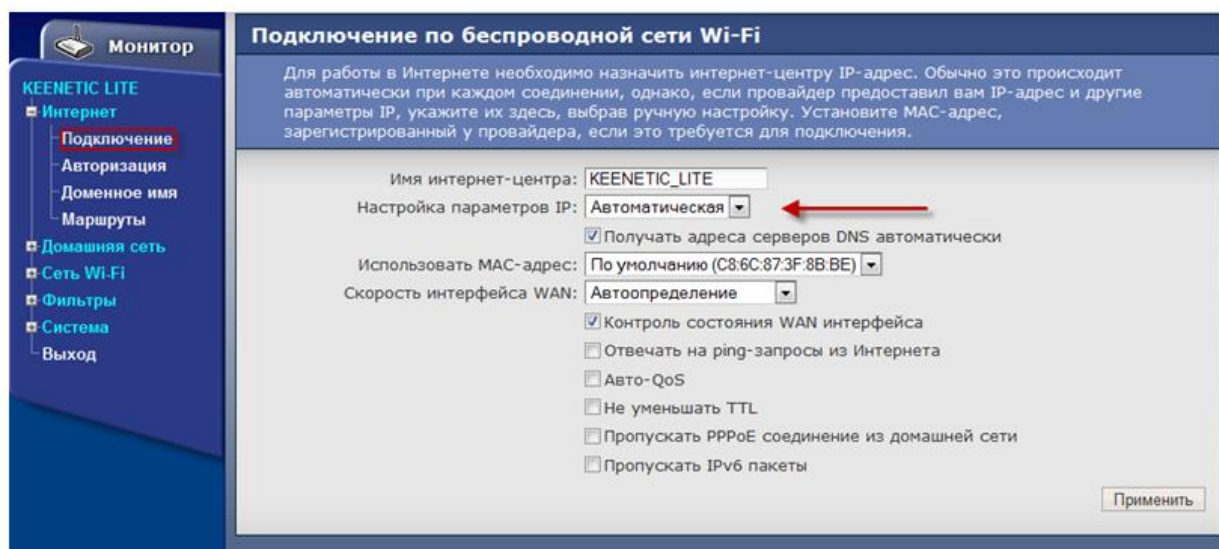 Монитор
KEENETIC LITE
Интернет
Подключение
Авторизация
Доменное имя
Маршруты
Домашняя сеть
Сеть Wi-Fi
Фильтры
Система
Выход
Подключение по беспроводной сети Wi-Fi
Для работы в Интернете необходимо назначить интернет-центру IP-адрес. Обычно это происходит
автоматически при каждом соединении, однако, если провайдер предоставил вам IP-адрес и другие
параметры IP, укажите их здесь, выбрав ручную настройку. Установите MAC-адрес,
зарегистрированный у провайдера, если это требуется для подключения.
Имя интернет-центра: KEENETIC_LITE
Настройка параметров IP: Автоматическая
Получать адреса серверов DNS автоматически
Использовать MAC-адрес: По умолчанию (C8:6C:87:3F:8B:BE)
Скорость интерфейса WAN: Автоопределение
Контроль состояния WAN интерфейса
Отвечать на ping-запросы из Интернета
Авто-QoS
Не уменьшать TTL
Пропускать PPPoE соединение из домашней сети
Пропускать IPv6 пакеты
Применить